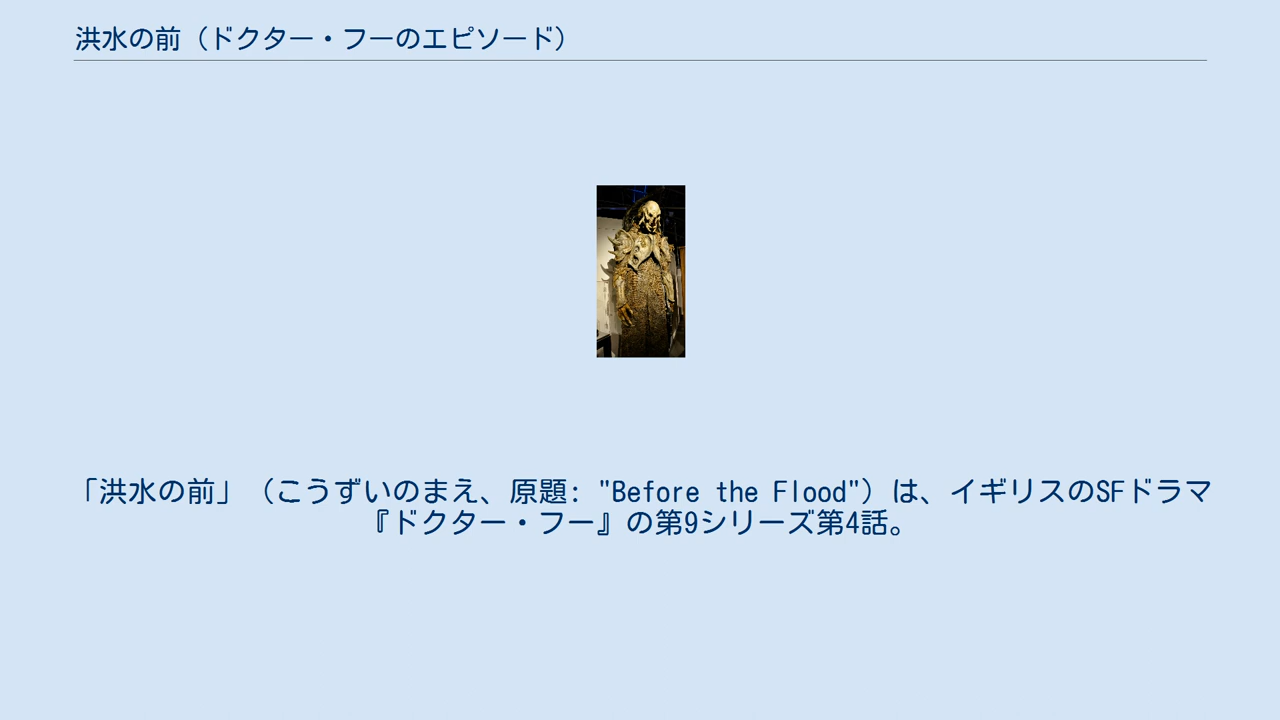 洪水の前（ドクター・フーのエピソード）
「洪水の前」（こうずいのまえ、原題: "Before the Flood"）は、イギリスのSFドラマ
『ドクター・フー』の第9シリーズ第4話。